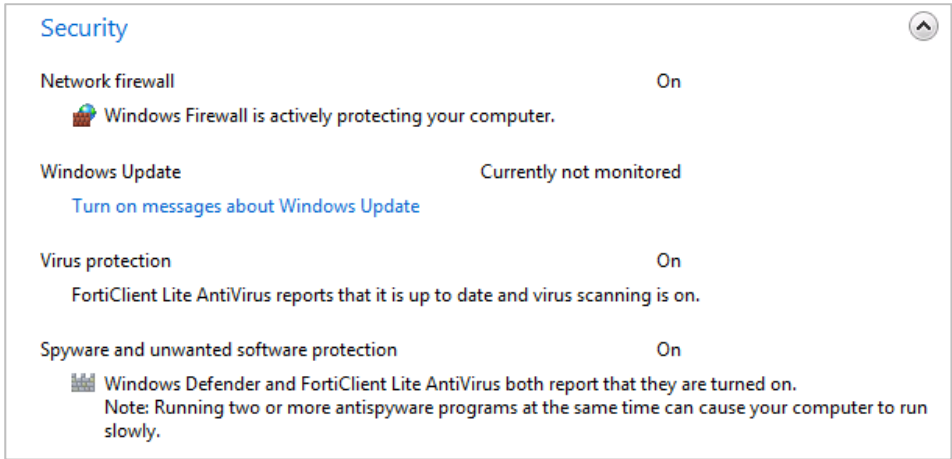 Security
Network firewall On
Windows Firewall is actively protecting your computer.
Windows Update Currently not monitored
Turn on messages about Windows Update
Virus protection On
FortiClient Lite AntiVirus reports that it is up to date and virus scanning is on.
Spyware and unwanted software protection On
Windows Defender and FortiClient Lite AntiVirus both report that they are turned on.
Note: Running two or more antispyware programs at the same time can cause your computer to run
slowly.